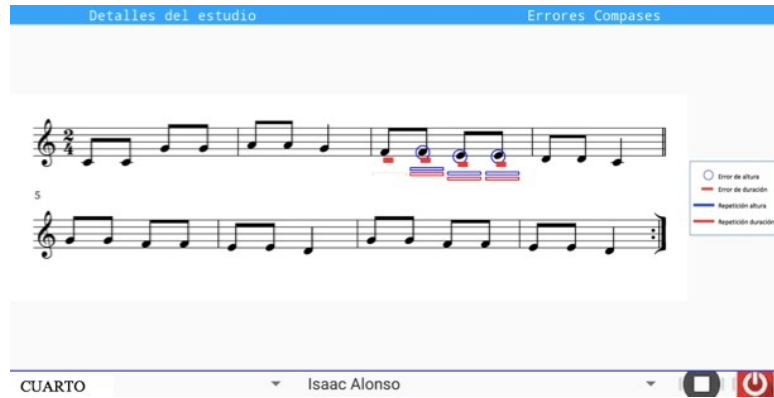 Detalles del estudio
Errores Compases
2
4
Error de altura
Error de duración
Repetición altura
Repetición duración
5
CUARTO
Isaac Alonso